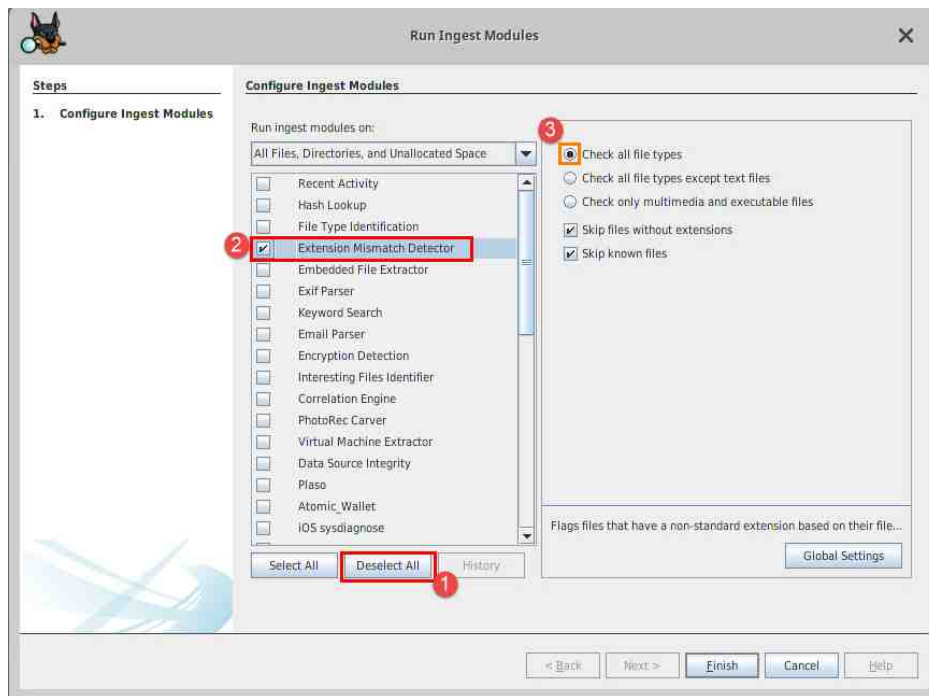 Run Ingest Modules
Steps
1. Configure Ingest Modules
Configure Ingest Modules
Run ingest modules on:
All Files, Directories, and Unallocated Space
Recent Activity
Hash Lookup
File Type Identification
2
Extension Mismatch Detector
Embedded File Extractor
Exif Parser
Keyword Search
Email Parser
Encryption Detection
Interesting Files Identifier
Correlation Engine
PhotoRec Carver
Virtual Machine Extractor
Data Source Integrity
Plaso
Atomic_Wallet
iOS sysdiagnose
Select All
Deselect All
History
1
3
Check all file types
Check all file types except text files
Check only multimedia and executable files
Skip files without extensions
Skip known files
Flags files that have a non-standard extension based on their file...
Global Settings
< Back
Next >
Finish
Cancel
Help